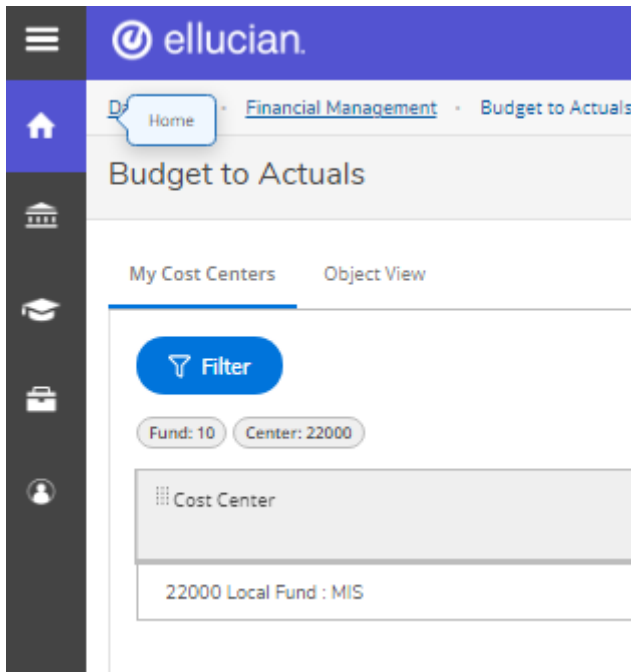 ellucian.
Home
Financial Management · Budget to Actuals
Budget to Actuals
My Cost Centers Object View
Filter
Fund: 10 Center: 22000
Cost Center
22000 Local Fund : MIS